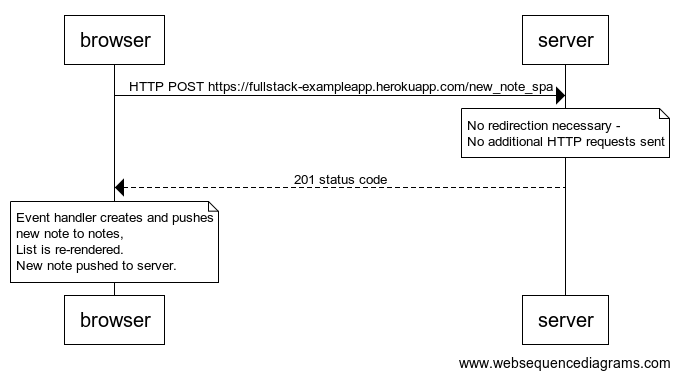 browser
server
HTTP POST https://fullstack-exampleapp.herokuapp.com/new_note_spa
No redirection necessary -
No additional HTTP requests sent
201 status code
Event handler creates and pushes
new note to notes,
List is re-rendered.
New note pushed to server.
browser
server
www.websequencediagrams.com